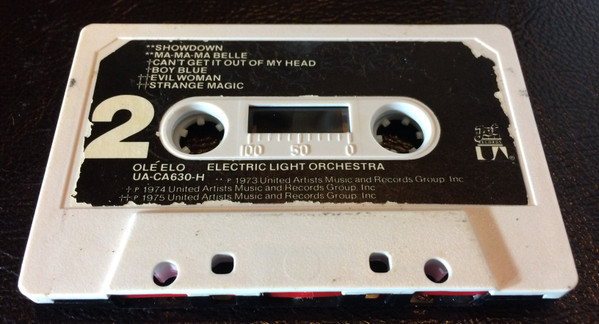 **SHOWDOWN
**MA-MA-MA BELLE
†CAN'T GET IT OUT OF MY HEAD
†BOY BLUE
††EVIL WOMAN
††STRANGE MAGIC
2
100 50 0
Jet
RECORDS
UA®
OLÉ ELO ELECTRIC LIGHT ORCHESTRA
UA-CA630-H ** ℗ 1973 United Artists Music and Records Group, Inc
† ℗ 1974 United Artists Music and Records Group, Inc
†† ℗ 1975 United Artists Music and Records Group, Inc